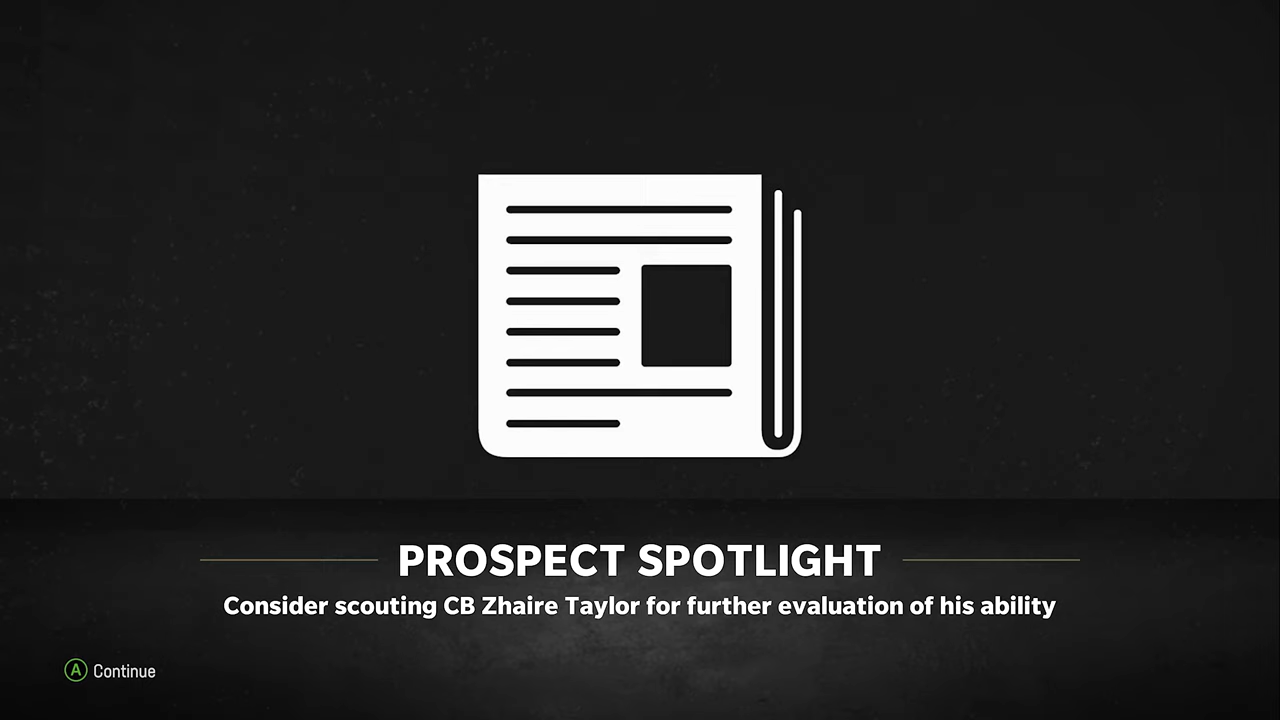 PROSPECT SPOTLIGHT
Consider scouting CB Zhaire Taylor for further evaluation of his ability
A Continue